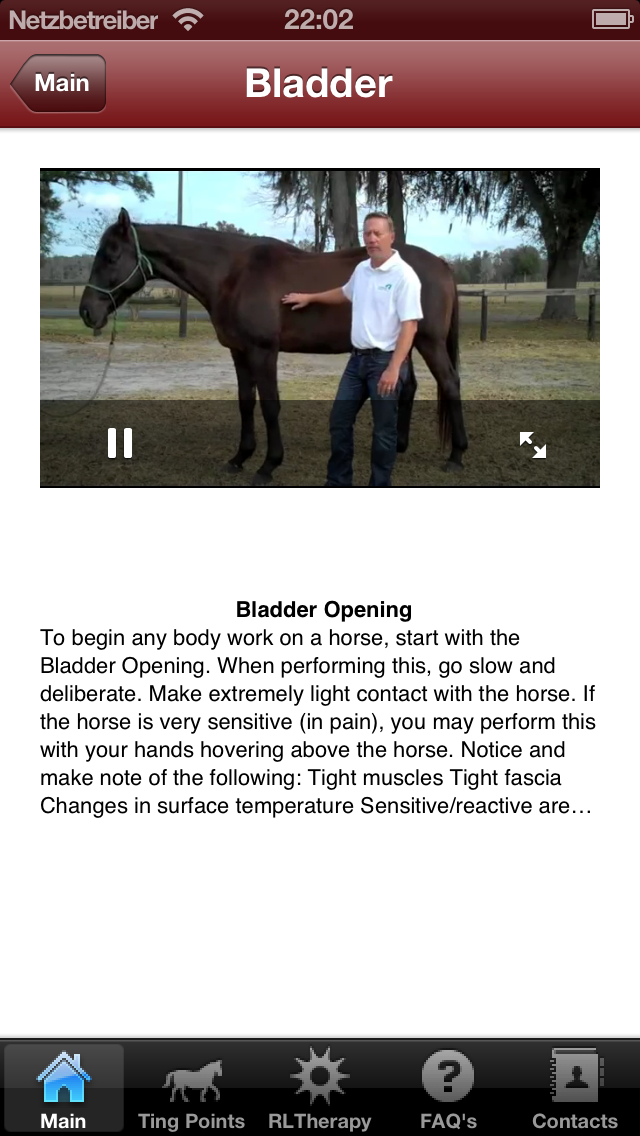 Netzbetreiber 22:02
Main Bladder
Bladder Opening
To begin any body work on a horse, start with the
Bladder Opening. When performing this, go slow and
deliberate. Make extremely light contact with the horse. If
the horse is very sensitive (in pain), you may perform this
with your hands hovering above the horse. Notice and
make note of the following: Tight muscles Tight fascia
Changes in surface temperature Sensitive/reactive are…
Main Ting Points RLTherapy FAQ's Contacts